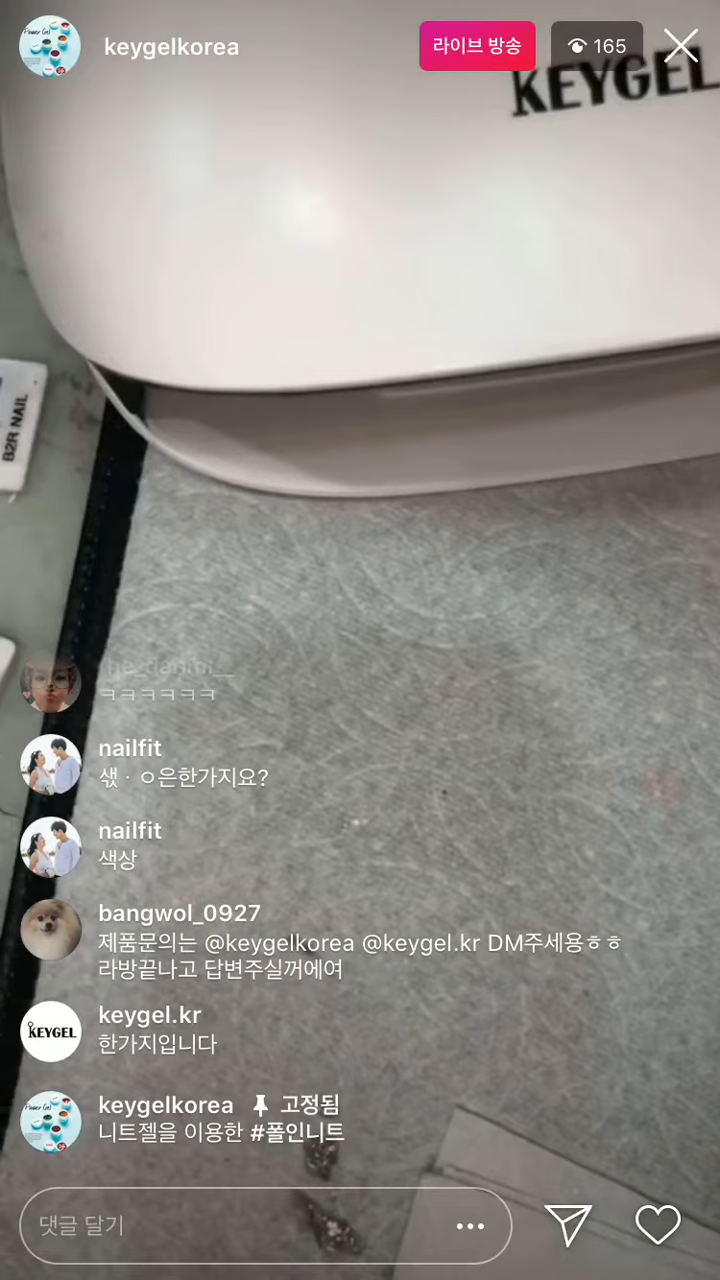 keygelkorea
라이브 방송
165
KEYGEL
B2R NAIL
ㅋㅋㅋㅋㅋㅋ
nailfit
색ㆍㅇ은한가지요?
nailfit
색상
bangwol_0927
제품문의는 @keygelkorea @keygel.kr DM주세용ㅎㅎ
라방끝나고 답변주실꺼에여
keygel.kr
KEYGEL
한가지입니다
keygelkorea 고정됨
니트젤을 이용한 #폴인니트
댓글 달기